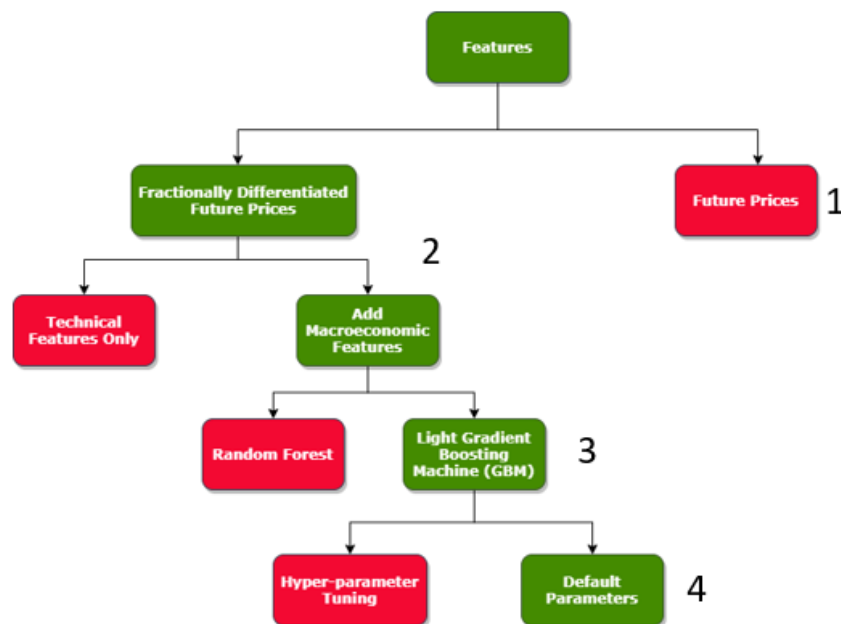 Features
Fractionally Differentiated
Future Prices
Future Prices
1
2
Technical
Features Only
Add
Macroeconomic
Features
Random Forest
Light Gradient
Boosting
Machine (GBM)
3
Hyper-parameter
Tuning
Default
Parameters
4